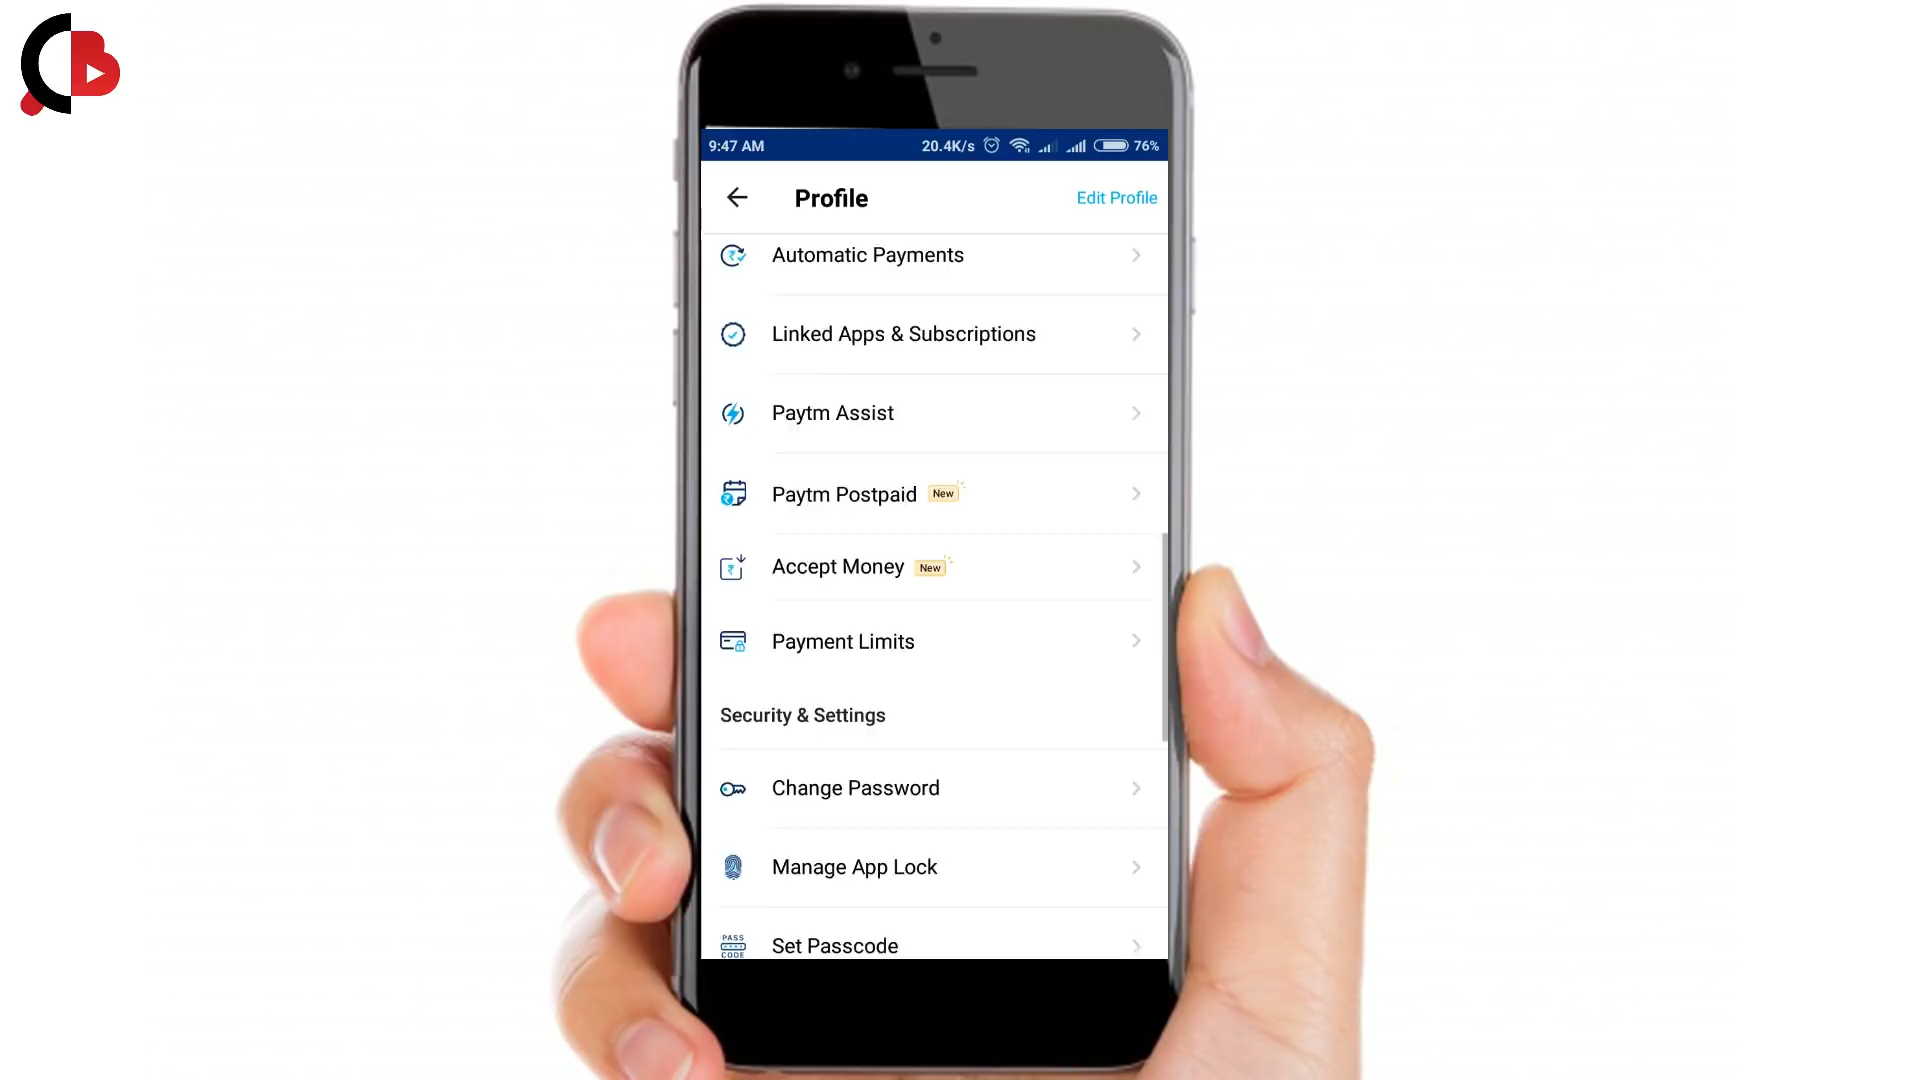 9:47 AM 20.4K/s 76%
Profile Edit Profile
Automatic Payments
Linked Apps & Subscriptions
Paytm Assist
Paytm Postpaid New
Accept Money New
Payment Limits
Security & Settings
Change Password
Manage App Lock
PASS
CODE
Set Passcode